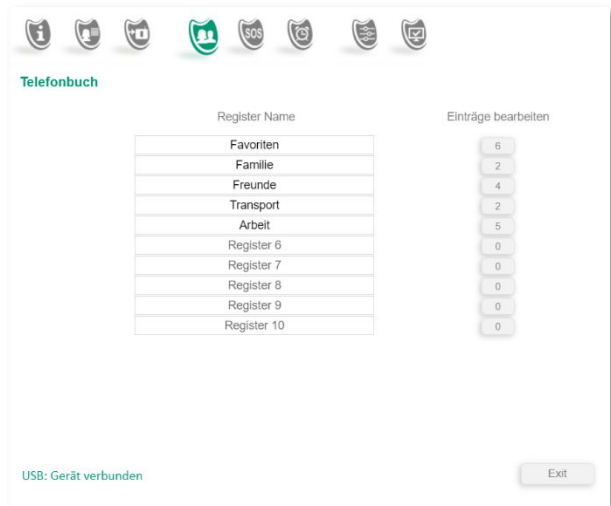 SOS
Telefonbuch
Register Name Einträge bearbeiten
Favoriten 6
Familie 2
Freunde 4
Transport 2
Arbeit 5
Register 6 0
Register 7 0
Register 8 0
Register 9 0
Register 10 0
USB: Gerät verbunden Exit